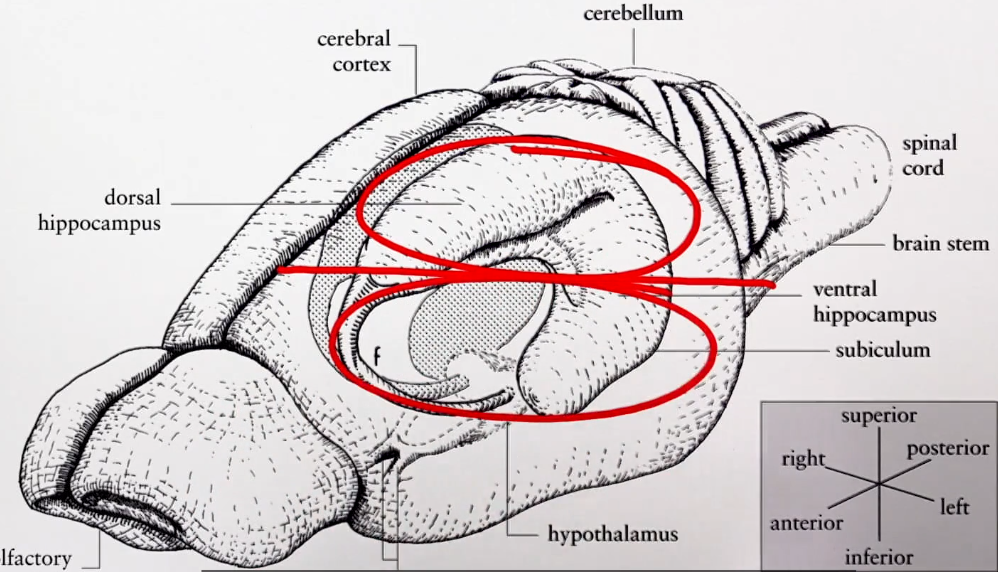 cerebellum
cerebral
cortex
spinal
cord
dorsal
hippocampus
brain stem
ventral
hippocampus
subiculum
f
superior
right
posterior
left
anterior
inferior
hypothalamus
lfactory